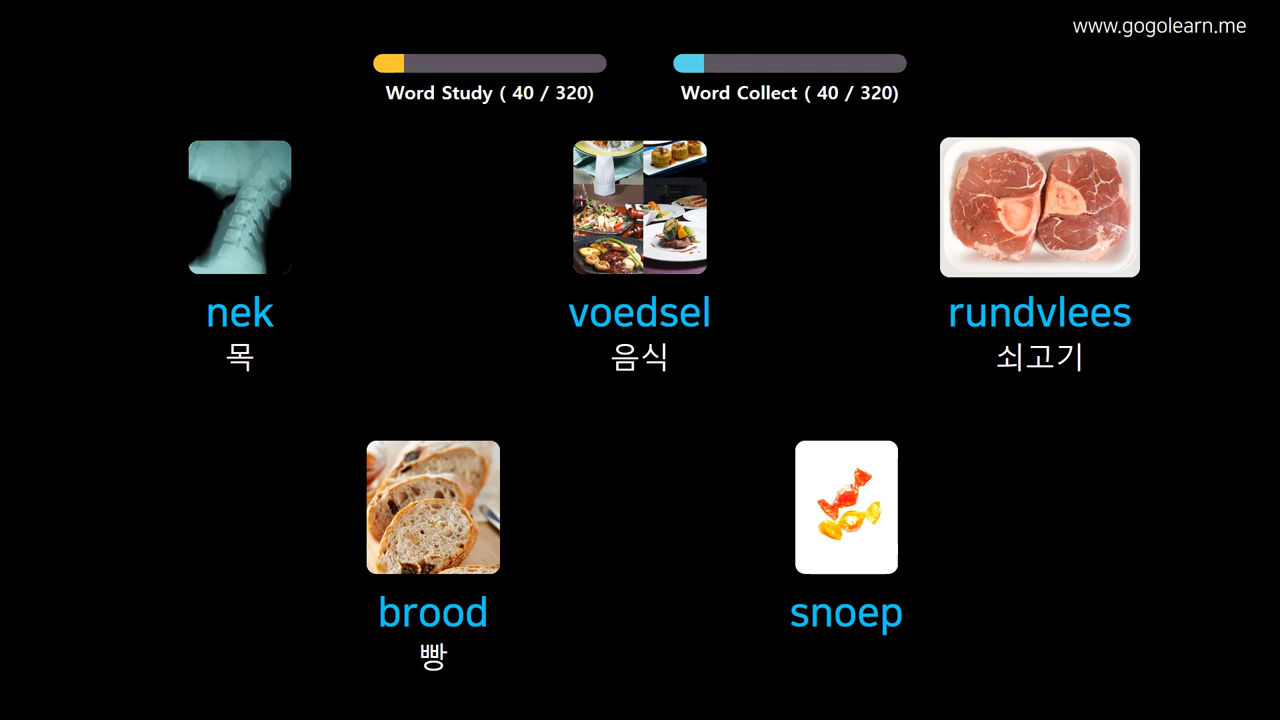 www.gogolearn.me
Word Study ( 40 / 320)
Word Collect ( 40 / 320)
nek
목
voedsel
음식
rundvlees
쇠고기
brood
빵
snoep